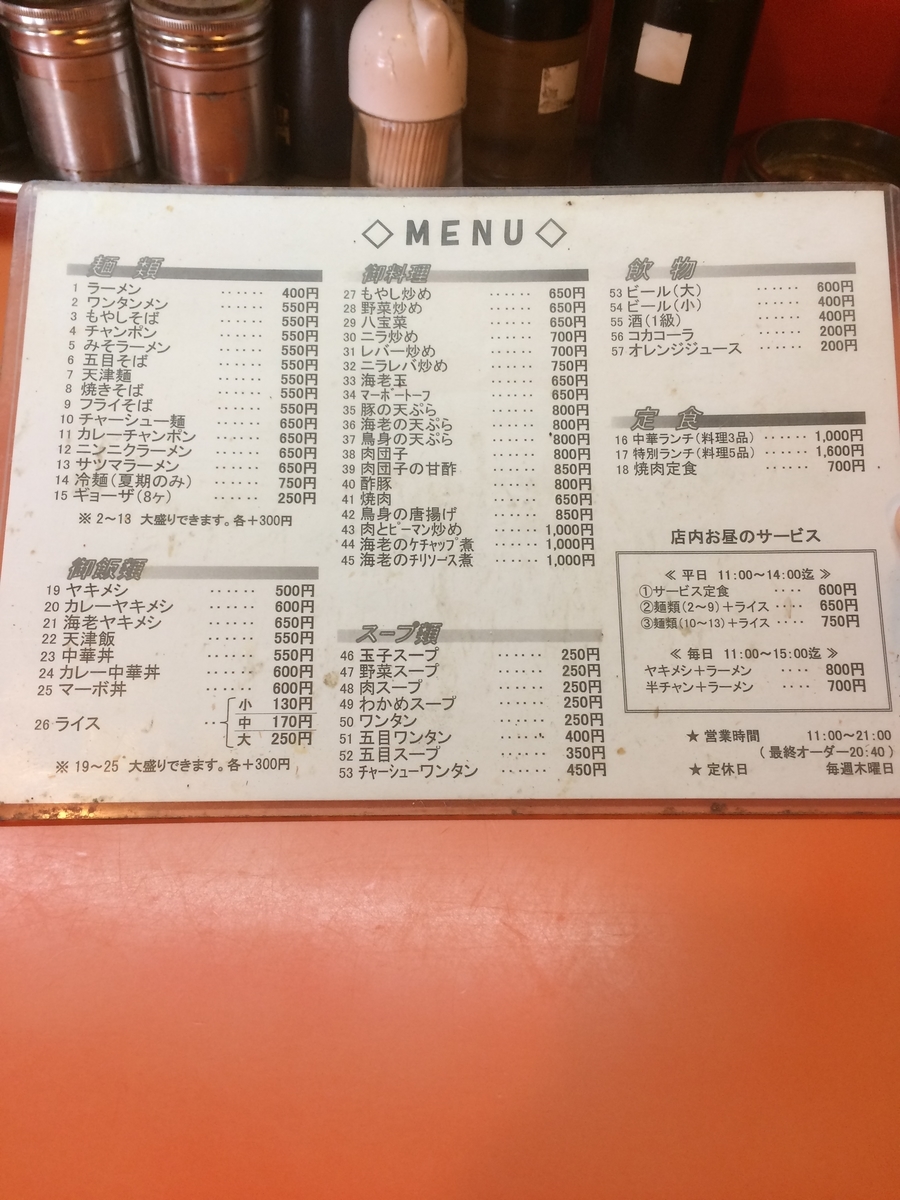 ◇MENU◇
麺類
1 ラーメン ‥‥‥ 400円
2 ワンタンメン ‥‥‥ 550円
3 もやしそば ‥‥‥ 550円
4 チャンポン ‥‥‥ 550円
5 みそラーメン ‥‥‥ 550円
6 五目そば ‥‥‥ 550円
7 天津麺 ‥‥‥ 550円
8 焼きそば ‥‥‥ 550円
9 フライそば ‥‥‥ 550円
10 チャーシュー麺 ‥‥‥ 650円
11 カレーチャンポン ‥‥‥ 650円
12 ニンニクラーメン ‥‥‥ 650円
13 サツマラーメン ‥‥‥ 650円
14 冷麺(夏期のみ) ‥‥‥ 750円
15 ギョーザ(8ヶ) ‥‥‥ 250円
※ 2~13 大盛りできます。各+300円
御飯類
19 ヤキメシ ‥‥‥ 500円
20 カレーヤキメシ ‥‥‥ 600円
21 海老ヤキメシ ‥‥‥ 650円
22 天津飯 ‥‥‥ 550円
23 中華丼 ‥‥‥ 550円
24 カレー中華丼 ‥‥‥ 600円
25 マーボ丼 ‥‥‥ 600円
26 ライス ‥‥ 小 130円
中 170円
大 250円
※ 19~25 大盛りできます。各+300円
御料理
27 もやし炒め ‥‥‥ 650円
28 野菜炒め ‥‥‥ 650円
29 八宝菜 ‥‥‥ 650円
30 ニラ炒め ‥‥‥ 700円
31 レバー炒め ‥‥‥ 700円
32 ニラレバ炒め ‥‥‥ 750円
33 海老玉 ‥‥‥ 650円
34 マーボートーフ ‥‥‥ 650円
35 豚の天ぷら ‥‥‥ 800円
36 海老の天ぷら ‥‥‥ 800円
37 鳥身の天ぷら ‥‥‥ 800円
38 肉団子 ‥‥‥ 800円
39 肉団子の甘酢 ‥‥‥ 850円
40 酢豚 ‥‥‥ 800円
41 焼肉 ‥‥‥ 650円
42 鳥身の唐揚げ ‥‥‥ 850円
43 肉とピーマン炒め ‥‥‥ 1,000円
44 海老のケチャップ煮 ‥‥‥ 1,000円
45 海老のチリソース煮 ‥‥‥ 1,000円
スープ類
46 玉子スープ ‥‥‥ 250円
47 野菜スープ ‥‥‥ 250円
48 肉スープ ‥‥‥ 250円
49 わかめスープ ‥‥‥ 250円
50 ワンタン ‥‥‥ 250円
51 五目ワンタン ‥‥‥ 400円
52 五目スープ ‥‥‥ 350円
53 チャーシューワンタン ‥‥‥ 450円
飲物
53 ビール(大) ‥‥‥ 600円
54 ビール(小) ‥‥‥ 400円
55 酒(1級) ‥‥‥ 400円
56 コカコーラ ‥‥‥ 200円
57 オレンジジュース ‥‥‥ 200円
定食
16 中華ランチ(料理3品) ‥‥‥ 1,000円
17 特別ランチ(料理5品) ‥‥‥ 1,600円
18 焼肉定食 ‥‥‥ 700円
店内お昼のサービス
≪ 平日 11:00~14:00迄 ≫
①サービス定食 ‥‥ 600円
②麺類(2~9)+ライス ‥‥ 650円
③麺類(10~13)+ライス ‥‥ 750円
≪ 毎日 11:00~15:00迄 ≫
ヤキメシ+ラーメン ‥‥ 800円
半チャン+ラーメン ‥‥ 700円
★ 営業時間 11:00~21:00
(最終オーダー20:40)
★ 定休日 毎週木曜日